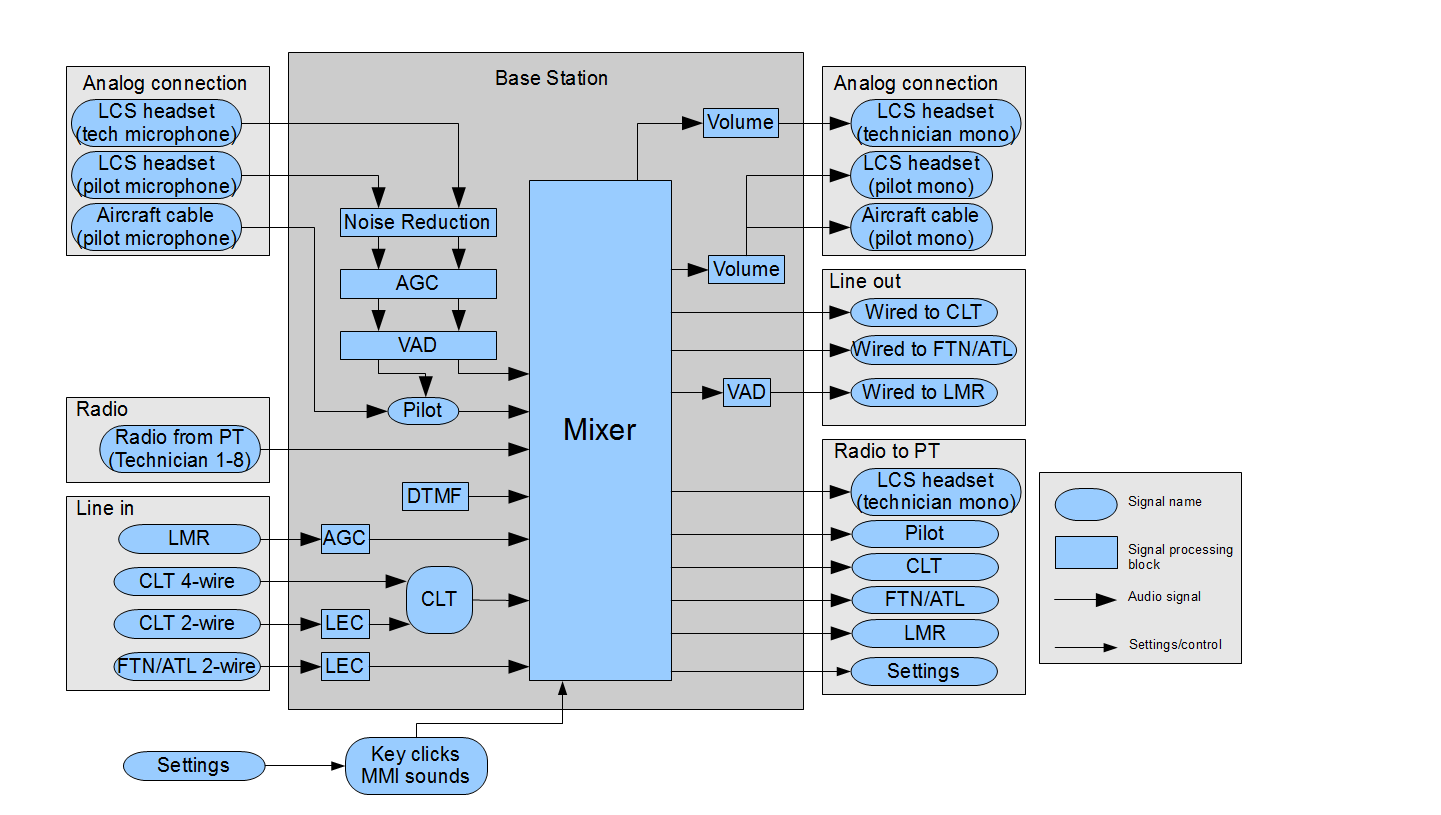 Base Station
Analog connection
LCS headset
(tech microphone)
LCS headset
(pilot microphone)
Aircraft cable
(pilot microphone)
Noise Reduction
AGC
VAD
Pilot
Radio
Radio from PT
(Technician 1-8)
DTMF
Line in
LMR
AGC
CLT 4-wire
CLT 2-wire
LEC
CLT
FTN/ATL 2-wire
LEC
Settings
Key clicks
MMI sounds
Mixer
Volume
Volume
VAD
Analog connection
LCS headset
(technician mono)
LCS headset
(pilot mono)
Aircraft cable
(pilot mono)
Line out
Wired to CLT
Wired to FTN/ATL
Wired to LMR
Radio to PT
LCS headset
(technician mono)
Pilot
CLT
FTN/ATL
LMR
Settings
Signal name
Signal processing
block
Audio signal
Settings/control